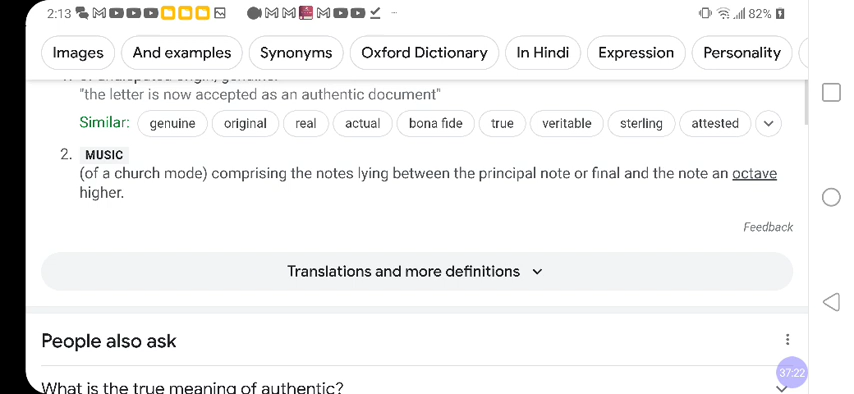 2:13 82%
Images And examples Synonyms Oxford Dictionary In Hindi Expression Personality
"the letter is now accepted as an authentic document"
Similar: genuine original real actual bona fide true veritable sterling attested
2. MUSIC
(of a church mode) comprising the notes lying between the principal note or final and the note an octave
higher.
Feedback
Translations and more definitions
People also ask
37:22
What is the true meaning of authentic?